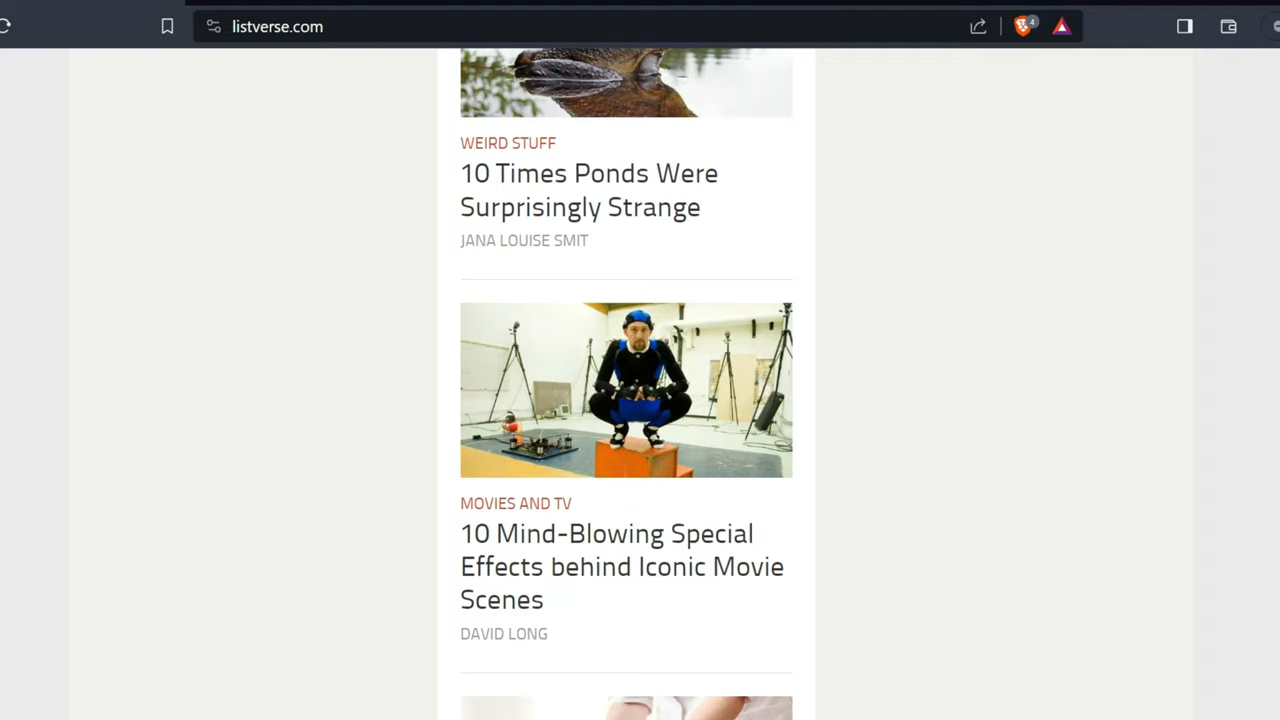 listverse.com
4
WEIRD STUFF
10 Times Ponds Were
Surprisingly Strange
JANA LOUISE SMIT
MOVIES AND TV
10 Mind-Blowing Special
Effects behind Iconic Movie
Scenes
DAVID LONG